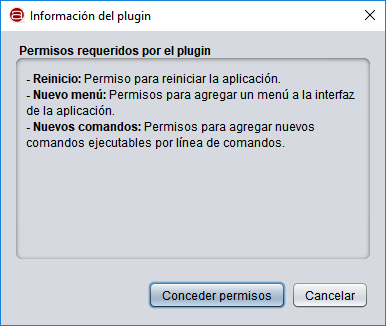 Información del plugin
Permisos requeridos por el plugin
- Reinicio: Permiso para reiniciar la aplicación.
- Nuevo menú: Permisos para agregar un menú a la interfaz
de la aplicación.
- Nuevos comandos: Permisos para agregar nuevos
comandos ejecutables por línea de comandos.
Conceder permisos Cancelar